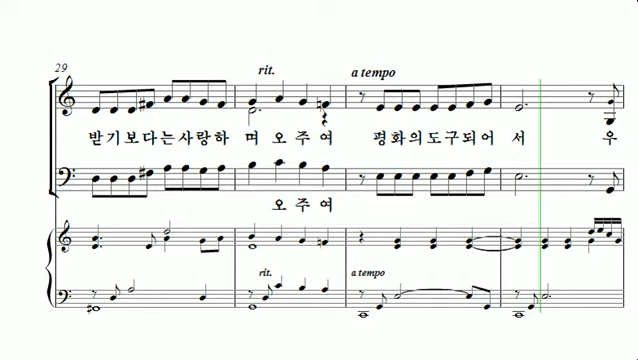 29
rit.
a tempo
받기보다는사랑하 며 오 주 여 평화의도구되어 서 우
오 주 여
rit.
a tempo